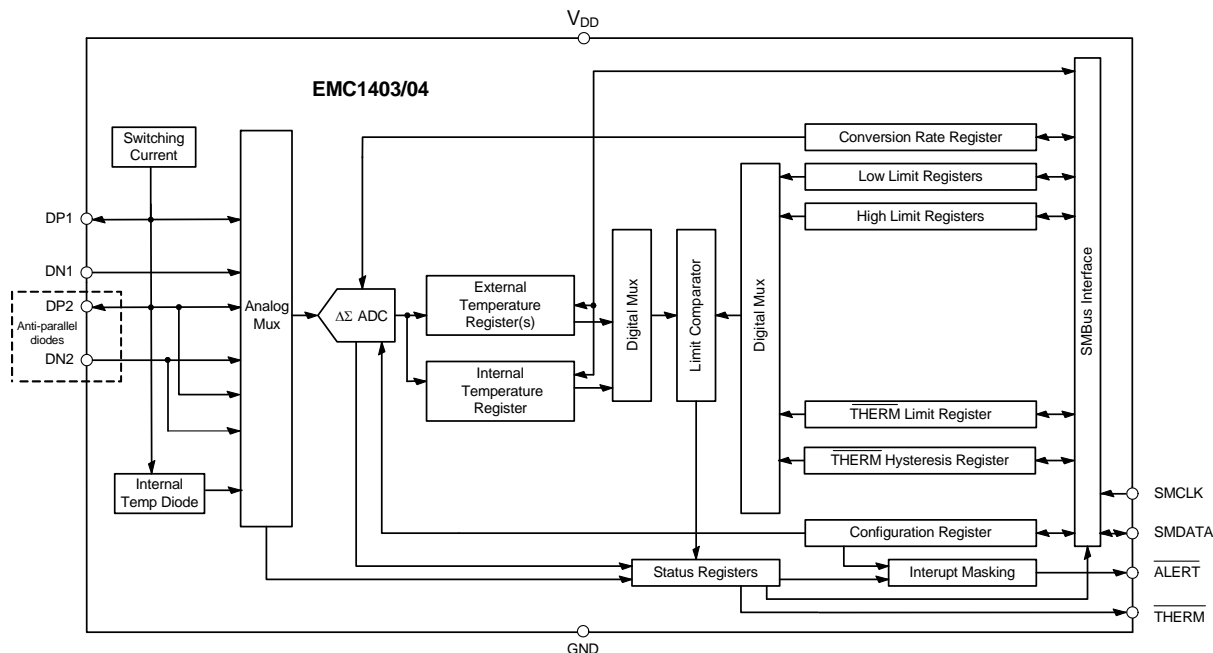 VDD
EMC1403/04
Switching
Current
DP1
DN1
DP2
Anti-parallel
diodes
DN2
Internal
Temp Diode
Analog
Mux
ΔΣ ADC
External
Temperature
Register(s)
Internal
Temperature
Register
Digital Mux
Limit Comparator
Digital Mux
Conversion Rate Register
Low Limit Registers
High Limit Registers
THERM Limit Register
THERM Hysteresis Register
Configuration Register
Status Registers
Interupt Masking
SMBus Interface
SMCLK
SMDATA
ALERT
THERM
GND